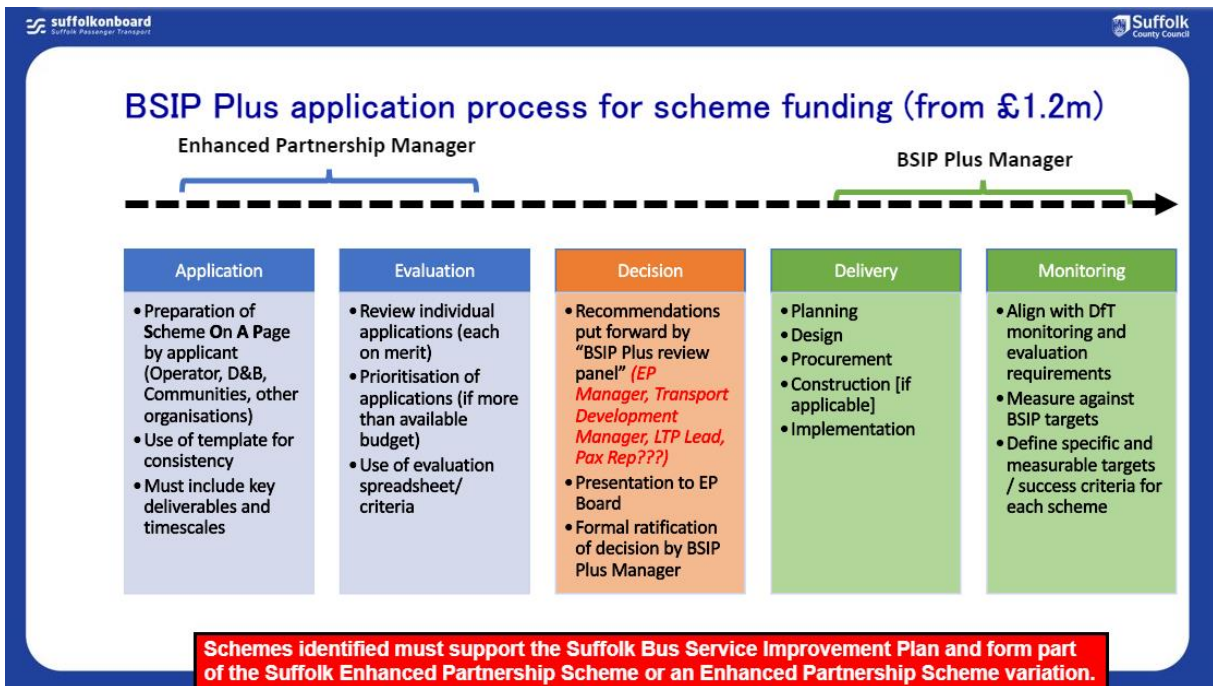 suffolkonboard
Suffolk Passenger Transport
Suffolk
County Council
BSIP Plus application process for scheme funding (from £1.2m)
Enhanced Partnership Manager
BSIP Plus Manager
Application
• Preparation of
Scheme On A Page
by applicant
(Operator, D&B,
Communities, other
organisations)
• Use of template for
consistency
• Must include key
deliverables and
timescales
Evaluation
• Review individual
applications (each
on merit)
• Prioritisation of
applications (if more
than available
budget)
• Use of evaluation
spreadsheet/
criteria
Decision
• Recommendations
put forward by
“BSIP Plus review
panel” (EP
Manager, Transport
Development
Manager, LTP Lead,
Pax Rep???)
• Presentation to EP
Board
• Formal ratification
of decision by BSIP
Plus Manager
Delivery
• Planning
• Design
• Procurement
• Construction [if
applicable]
• Implementation
Monitoring
• Align with DfT
monitoring and
evaluation
requirements
• Measure against
BSIP targets
• Define specific and
measurable targets
/ success criteria for
each scheme
Schemes identified must support the Suffolk Bus Service Improvement Plan and form part
of the Suffolk Enhanced Partnership Scheme or an Enhanced Partnership Scheme variation.